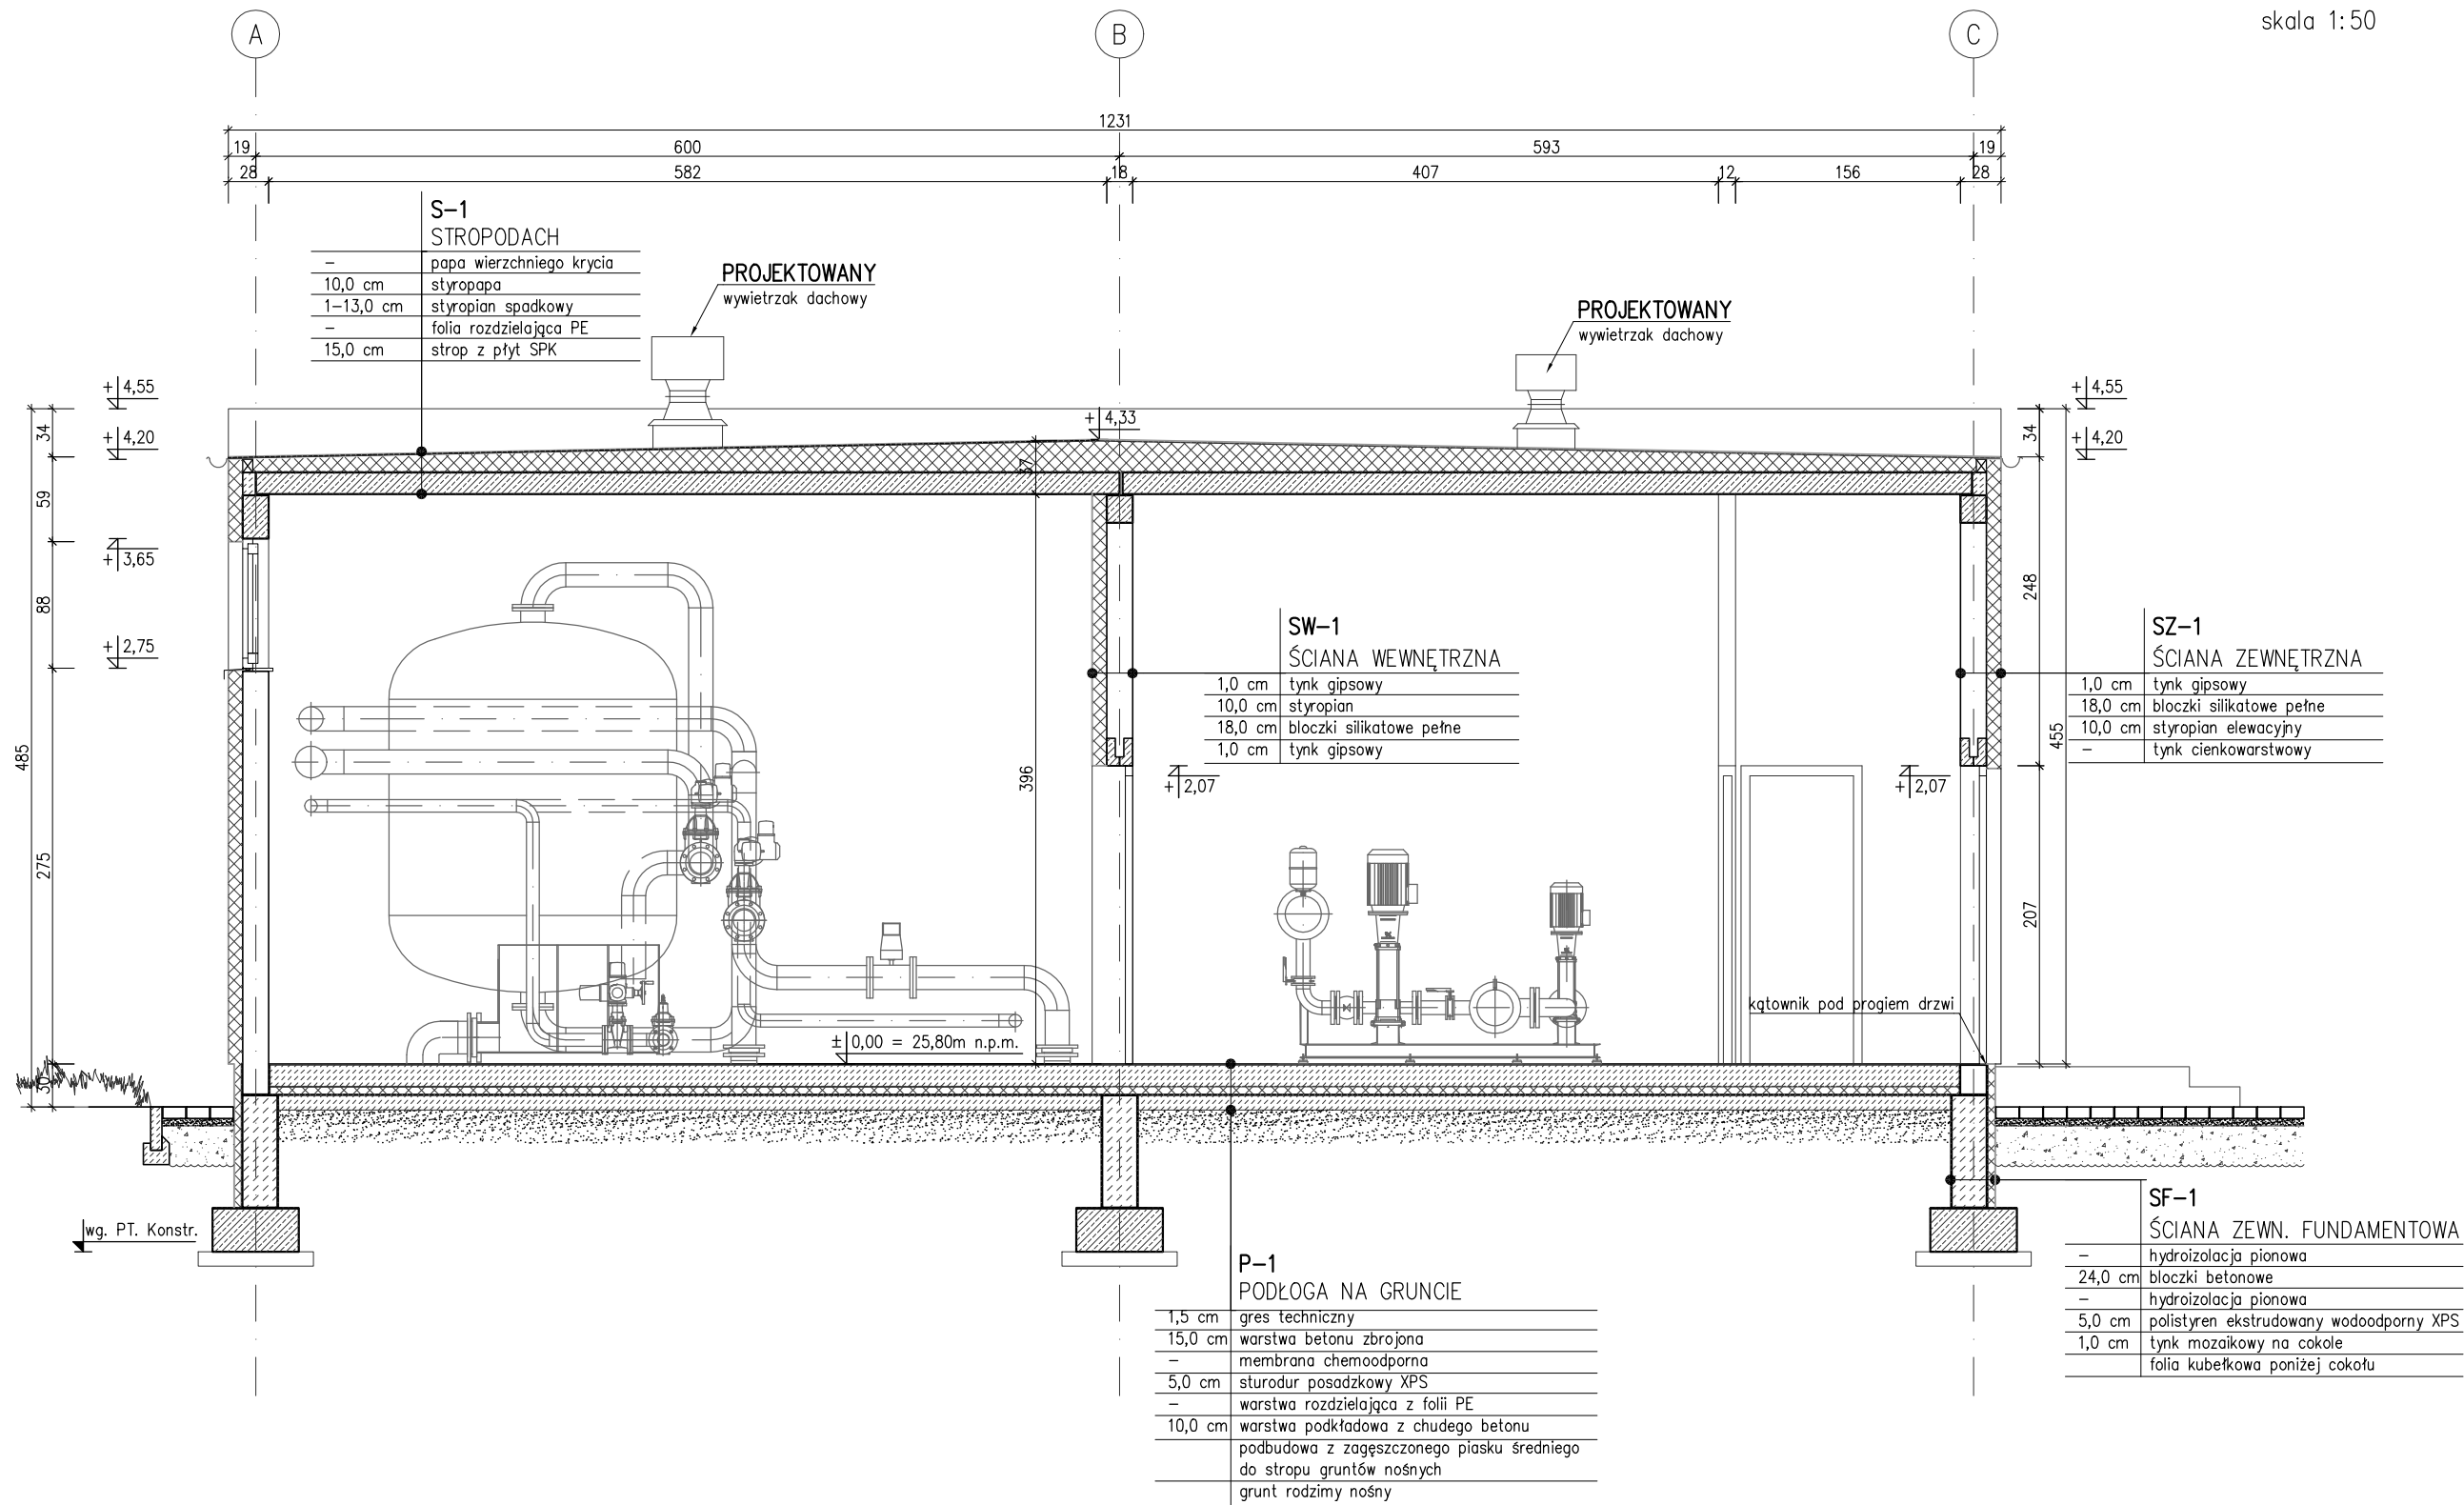 skala 1:50
A
B
C
1231
19
600
593
19
28
582
18
407
12
156
28
S-1
STROPODACH
- papa wierzchniego krycia
10,0 cm styropapa
1-13,0 cm styropian spadkowy
- folia rozdzielająca PE
15,0 cm strop z płyt SPK
PROJEKTOWANY
wywietrzak dachowy
PROJEKTOWANY
wywietrzak dachowy
+ 4,55
+ 4,20
+ 3,65
+ 2,75
34
59
88
275
30
485
+ 4,33
37
396
+ 4,55
+ 4,20
34
248
207
455
SW-1
ŚCIANA WEWNĘTRZNA
1,0 cm tynk gipsowy
10,0 cm styropian
18,0 cm bloczki silikatowe pełne
1,0 cm tynk gipsowy
+ 2,07
+ 2,07
SZ-1
ŚCIANA ZEWNĘTRZNA
1,0 cm tynk gipsowy
18,0 cm bloczki silikatowe pełne
10,0 cm styropian elewacyjny
- tynk cienkowarstwowy
kątownik pod progiem drzwi
± 0,00 = 25,80m n.p.m.
wg. PT. Konstr.
P-1
PODŁOGA NA GRUNCIE
1,5 cm gres techniczny
15,0 cm warstwa betonu zbrojona
- membrana chemoodporna
5,0 cm sturodur posadzkowy XPS
- warstwa rozdzielająca z folii PE
10,0 cm warstwa podkładowa z chudego betonu
podbudowa z zagęszczonego piasku średniego
do stropu gruntów nośnych
grunt rodzimy nośny
SF-1
ŚCIANA ZEWN. FUNDAMENTOWA
- hydroizolacja pionowa
24,0 cm bloczki betonowe
- hydroizolacja pionowa
5,0 cm polistyren ekstrudowany wodoodporny XPS
1,0 cm tynk mozaikowy na cokole
folia kubełkowa poniżej cokołu